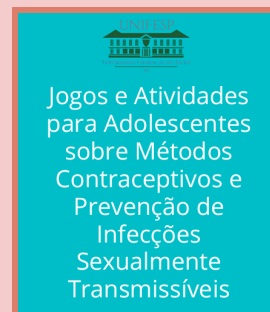 UNIFESP
Jogos e Atividades
para Adolescentes
sobre Métodos
Contraceptivos e
Prevenção de
Infecções
Sexualmente
Transmissíveis